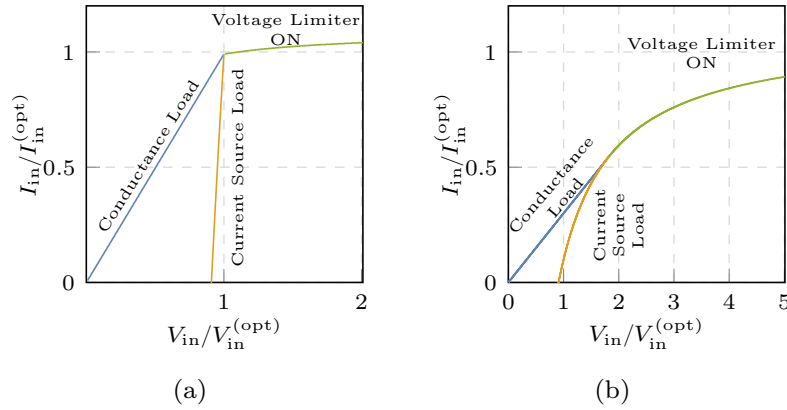 Voltage Limiter
ON
Conductance Load
Current Source Load
1
0.5
0
1
2
I_in/I_in^(opt)
V_in/V_in^(opt)
(a)
Voltage Limiter
ON
Conductance
Load
Current
Source
Load
1
0.5
0
0
1
2
3
4
5
I_in/I_in^(opt)
V_in/V_in^(opt)
(b)